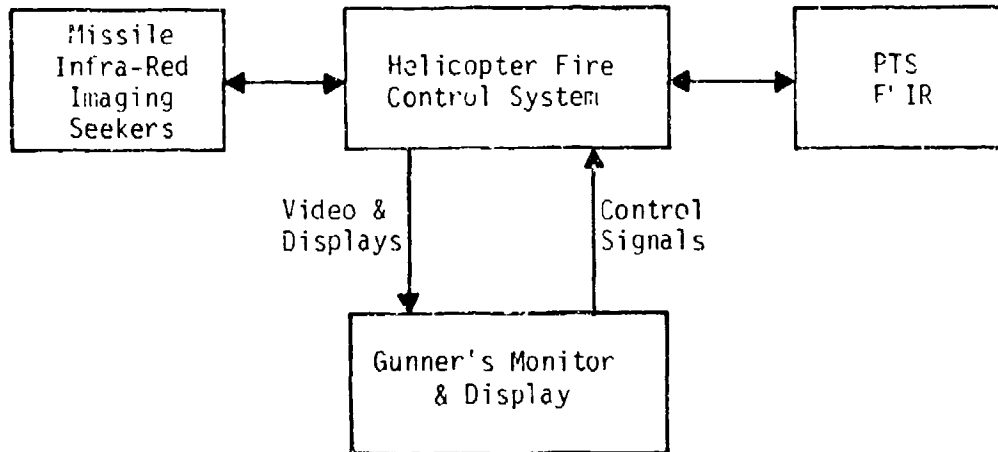 Missile
Infra-Red
Imaging
Seekers
Helicopter Fire
Control System
PTS
Video &
Displays
Control
Signals
Gunner's Monitor
& Display